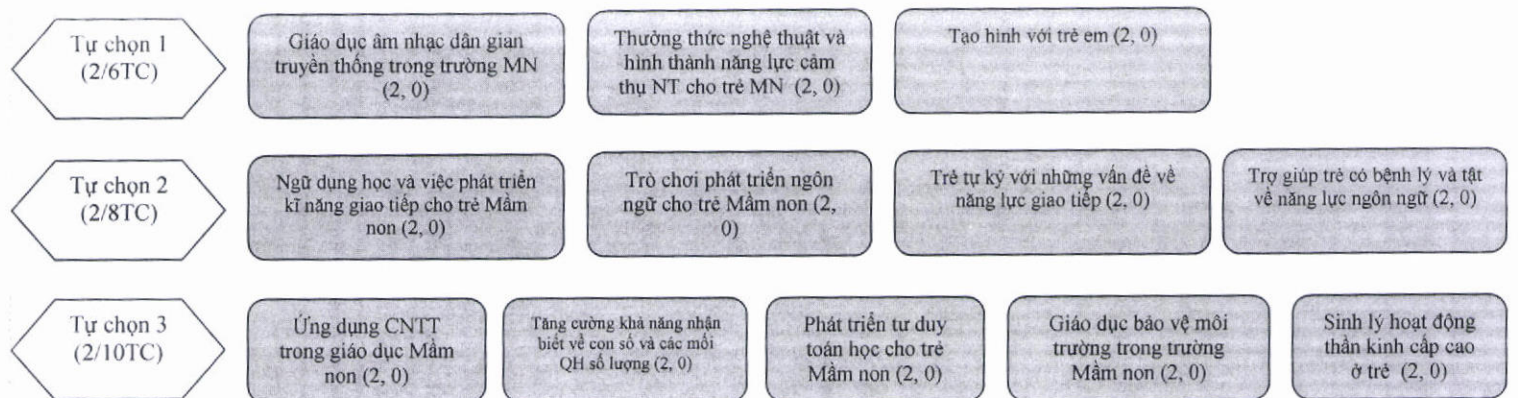 Tự chọn 1
(2/6TC)
Giáo dục âm nhạc dân gian
truyền thống trong trường MN
(2, 0)
Thưởng thức nghệ thuật và
hình thành năng lực cảm
thụ NT cho trẻ MN (2, 0)
Tạo hình với trẻ em (2, 0)
Tự chọn 2
(2/8TC)
Ngữ dụng học và việc phát triển
kĩ năng giao tiếp cho trẻ Mầm
non (2, 0)
Trò chơi phát triển ngôn
ngữ cho trẻ Mầm non (2,
0)
Trẻ tự kỷ với những vấn đề về
năng lực giao tiếp (2, 0)
Trợ giúp trẻ có bệnh lý và tật
về năng lực ngôn ngữ (2, 0)
Tự chọn 3
(2/10TC)
Ứng dụng CNTT
trong giáo dục Mầm
non (2, 0)
Tăng cường khả năng nhận
biết về con số và các mối
QH số lượng (2, 0)
Phát triển tư duy
toán học cho trẻ
Mầm non (2, 0)
Giáo dục bảo vệ môi
trường trong trường
Mầm non (2, 0)
Sinh lý hoạt động
thần kinh cấp cao
ở trẻ (2, 0)